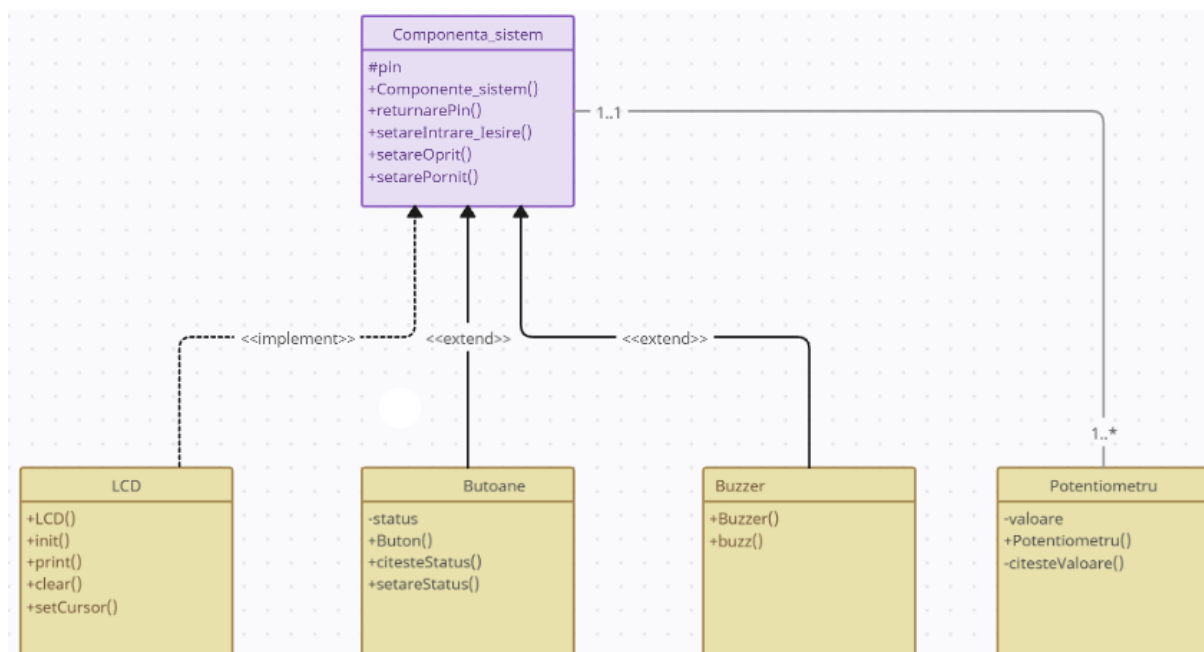 Componenta_sistem
#pin
+Componente_sistem()
+returnarePin()
+setareIntrare_Iesire()
+setareOprit()
+setarePornit()
1..1
<<implement>>
<<extend>>
<<extend>>
1..*
LCD
+LCD()
+init()
+print()
+clear()
+setCursor()
Butoane
-status
+Buton()
+citesteStatus()
+setareStatus()
Buzzer
+Buzzer()
+buzz()
Potentiometru
-valoare
+Potentiometru()
-citesteValoare()